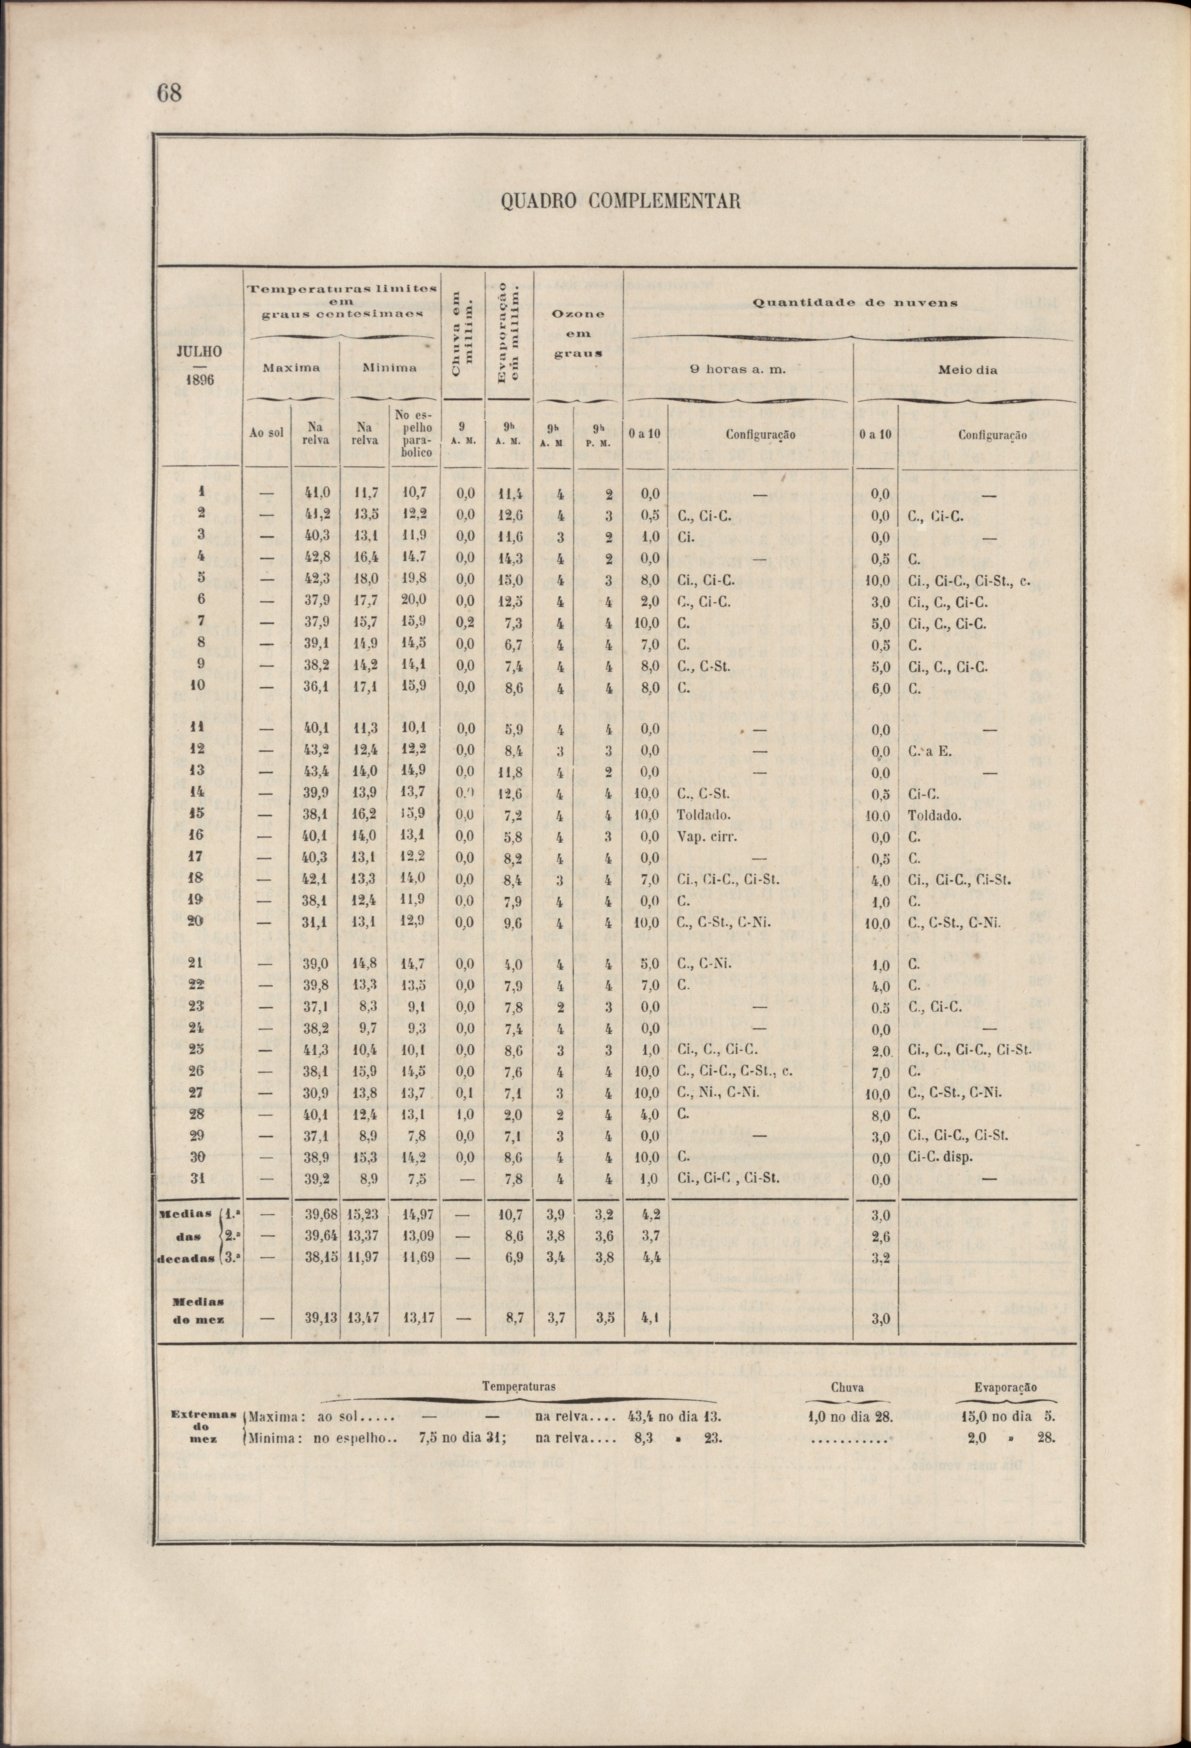 68
QUADRO COMPLEMENTAR
JULHO
—
1896
Temperaturas limites
em
graus centesimaes
Maxima
Minima
Ao sol
Na
relva
Na
relva
No es-
pelho
para-
bolico
Chuva em
millim.
9
A. M.
Evaporação
em millim.
9h
A. M.
Ozone
em
graus
9h
A. M
9h
P. M.
Quantidade de nuvens
9 horas a. m.
Meio dia
0 a 10
Configuração
0 a 10
Configuração
1 — 41,0 11,7 10,7 0,0 11,4 4 2 0,0 — 0,0 —
2 — 41,2 13,5 12,2 0,0 12,6 4 3 0,5 C., Ci-C. 0,0 C., Ci-C.
3 — 40,3 13,1 11,9 0,0 11,6 3 2 1,0 Ci. 0,0 —
4 — 42,8 16,4 14.7 0,0 14,3 4 2 0,0 — 0,5 C.
5 — 42,3 18,0 19,8 0,0 15,0 4 3 8,0 Ci., Ci-C. 10,0 Ci., Ci-C., Ci-St., c.
6 — 37,9 17,7 20,0 0,0 12,5 4 4 2,0 C., Ci-C. 3,0 Ci., C., Ci-C.
7 — 37,9 15,7 15,9 0,2 7,3 4 4 10,0 C. 5,0 Ci., C., Ci-C.
8 — 39,1 14,9 14,5 0,0 6,7 4 4 7,0 C. 0,5 C.
9 — 38,2 14,2 14,1 0,0 7,4 4 4 8,0 C., C-St. 5,0 Ci., C., Ci-C.
10 — 36,1 17,1 15,9 0,0 8,6 4 4 8,0 C. 6,0 C.
11 — 40,1 11,3 10,1 0,0 5,9 4 4 0,0 — 0,0 —
12 — 43,2 12,4 12,2 0,0 8,4 3 3 0,0 — 0,0 C. a E.
13 — 43,4 14,0 14,9 0,0 11,8 4 2 0,0 — 0,0 —
14 — 39,9 13,9 13,7 0,0 12,6 4 4 10,0 C., C-St. 0,5 Ci-C.
15 — 38,1 16,2 15,9 0,0 7,2 4 4 10,0 Toldado. 10.0 Toldado.
16 — 40,1 14,0 13,1 0,0 5,8 4 3 0,0 Vap. cirr. 0,0 C.
17 — 40,3 13,1 12,2 0,0 8,2 4 4 0,0 — 0,5 C.
18 — 42,1 13,3 14,0 0,0 8,4 3 4 7,0 Ci., Ci-C., Ci-St. 4,0 Ci., Ci-C., Ci-St.
19 — 38,1 12,4 11,9 0,0 7,9 4 4 0,0 C. 1,0 C.
20 — 31,1 13,1 12,9 0,0 9,6 4 4 10,0 C., C-St., C-Ni. 10,0 C., C-St., C-Ni.
21 — 39,0 14,8 14,7 0,0 4,0 4 4 5,0 C., C-Ni. 1,0 C.
22 — 39,8 13,3 13,5 0,0 7,9 4 4 7,0 C. 4,0 C.
23 — 37,1 8,3 9,1 0,0 7,8 2 3 0,0 — 0.5 C., Ci-C.
24 — 38,2 9,7 9,3 0,0 7,4 4 4 0,0 — 0,0 —
25 — 41,3 10,4 10,1 0,0 8,6 3 3 1,0 Ci., C., Ci-C. 2,0 Ci., C., Ci-C., Ci-St.
26 — 38,1 15,9 14,5 0,0 7,6 4 4 10,0 C., Ci-C., C-St., c. 7,0 C.
27 — 30,9 13,8 13,7 0,1 7,1 3 4 10,0 C., Ni., C-Ni. 10,0 C., C-St., C-Ni.
28 — 40,1 12,4 13,1 1,0 2,0 2 4 4,0 C. 8,0 C.
29 — 37,1 8,9 7,8 0,0 7,1 3 4 0,0 — 3,0 Ci., Ci-C., Ci-St.
30 — 38,9 15,3 14,2 0,0 8,6 4 4 10,0 C. 0,0 Ci-C. disp.
31 — 39,2 8,9 7,5 — 7,8 4 4 1,0 Ci., Ci-C , Ci-St. 0,0 —
Medias 1.ª — 39,68 15,23 14,97 — 10,7 3,9 3,2 4,2 3,0
das 2.ª — 39,64 13,37 13,09 — 8,6 3,8 3,6 3,7 2,6
decadas 3.ª — 38,15 11,97 11,69 — 6,9 3,4 3,8 4,4 3,2
Medias
do mez — 39,13 13,47 13,17 — 8,7 3,7 3,5 4,1 3,0
Temperaturas Chuva Evaporação
Extremas
do
mez
Maxima: ao sol..... — — na relva.... 43,4 no dia 13. 1,0 no dia 28. 15,0 no dia 5.
Minima: no espelho.. 7,5 no dia 31; na relva.... 8,3 » 23. ........... 2,0 » 28.